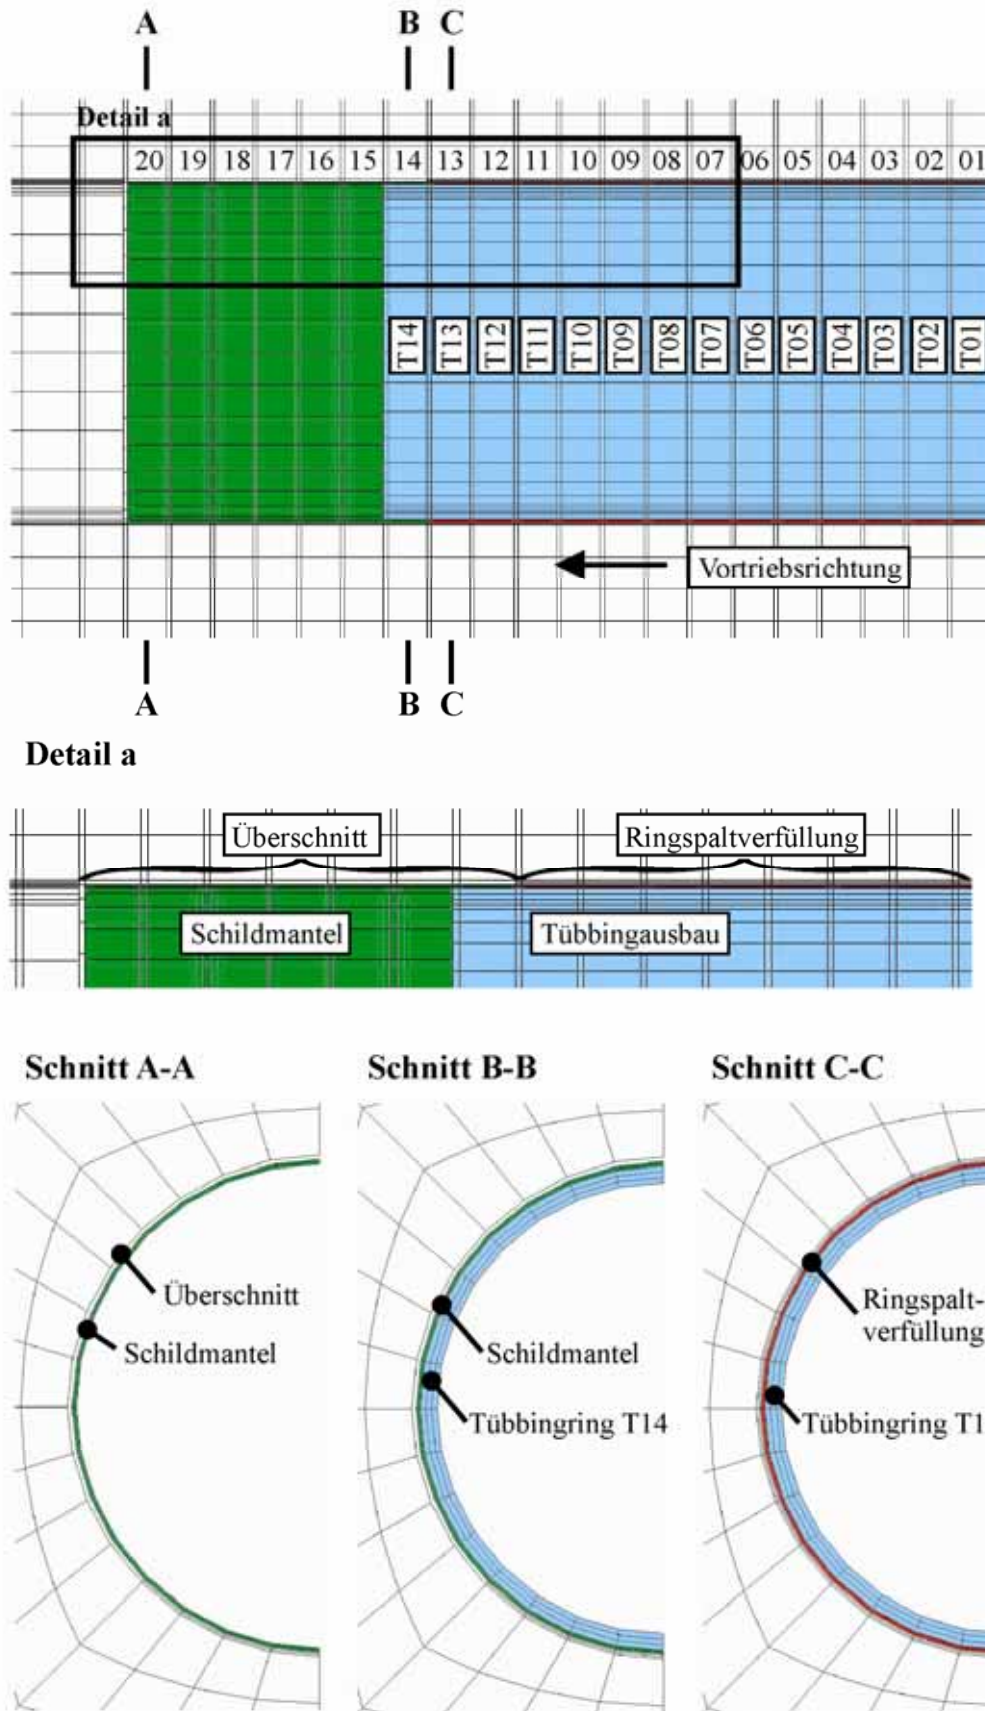 A B C
Detail a
20 19 18 17 16 15 14 13 12 11 10 09 08 07 06 05 04 03 02 01
T14 T13 T12 T11 T10 T09 T08 T07 T06 T05 T04 T03 T02 T01
Vortriebsrichtung
A B C
Detail a
Überschnitt Ringspaltverfüllung
Schildmantel Tübbingausbau
Schnitt A-A Schnitt B-B Schnitt C-C
Überschnitt
Schildmantel
Schildmantel
Tübbingring T14
Ringspalt-
verfüllung
Tübbingring T1